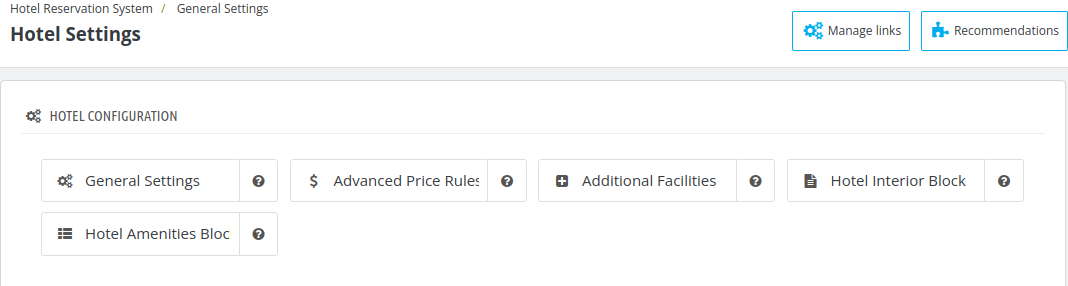 Hotel Reservation System / General Settings
Hotel Settings
Manage links
Recommendations
HOTEL CONFIGURATION
General Settings
Advanced Price Rules
Additional Facilities
Hotel Interior Block
Hotel Amenities Bloc